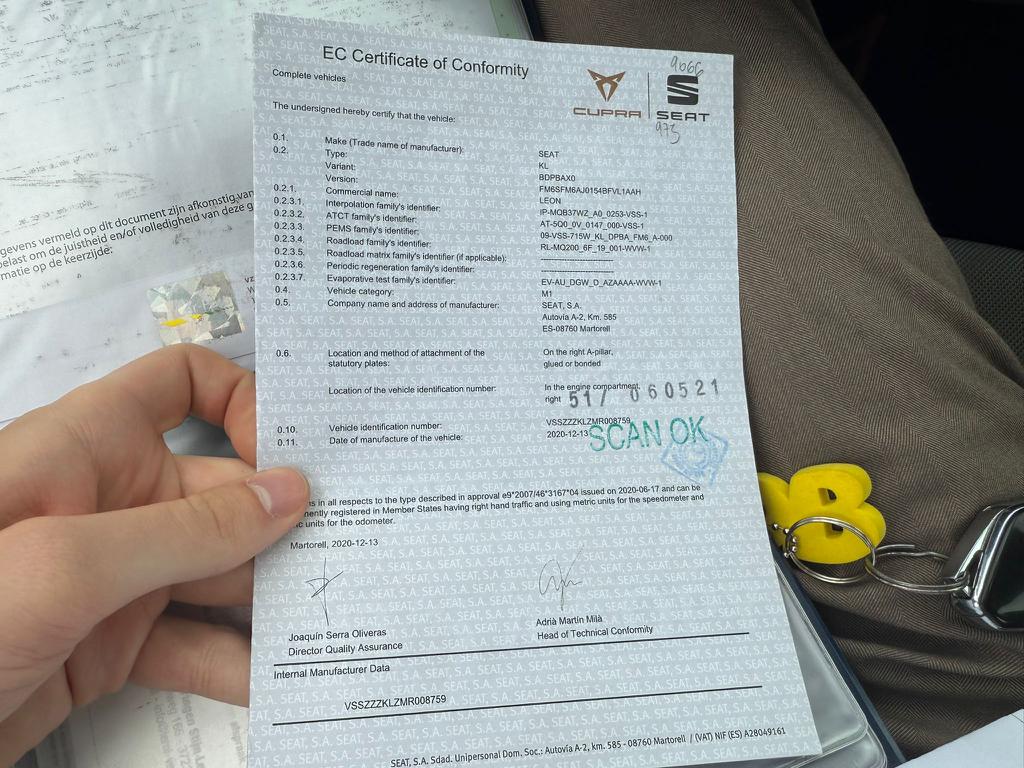 EC Certificate of Conformity
Complete vehicles
9666
CUPRA
SEAT
973
The undersigned hereby certify that the vehicle:
0.1. Make (Trade name of manufacturer): SEAT
0.2. Type: KL
Variant: BDPBAX0
Version: FM6SFM6AJ0154BFVL1AAH
0.2.1. Commercial name: LEON
0.2.3.1. Interpolation family's identifier: IP-MQB37WZ_A0_0253-VSS-1
0.2.3.2. ATCT family's identifier: AT-5Q0_0V_0147_000-VSS-1
0.2.3.3. PEMS family's identifier: 09-VSS-715W_KL_DPBA_FM6_A-000
0.2.3.4. Roadload family's identifier: RL-MQ200_6F_19_001-WVW-1
0.2.3.5. Roadload matrix family's identifier (if applicable):
0.2.3.6. Periodic regeneration family's identifier:
0.2.3.7. Evaporative test family's identifier: EV-AU_DGW_D_AZAAAA-WVW-1
0.4. Vehicle category: M1
0.5. Company name and address of manufacturer: SEAT, S.A.
Autovía A-2, Km. 585
ES-08760 Martorell
0.6. Location and method of attachment of the statutory plates: On the right A-pillar,
glued or bonded
Location of the vehicle identification number: In the engine compartment,
right
517 060521
0.10. Vehicle identification number: VSSZZZKLZMR008759
0.11. Date of manufacture of the vehicle: 2020-12-13
SCAN OK
in all respects to the type described in approval e9*2007/46*3167*04 issued on 2020-06-17 and can be
registered in Member States having right hand traffic and using metric units for the speedometer and
units for the odometer.
Martorell, 2020-12-13
Joaquín Serra Oliveras
Director Quality Assurance
Adrià Martin Milà
Head of Technical Conformity
Internal Manufacturer Data
VSSZZZKLZMR008759
SEAT, S.A. Sdad. Unipersonal Dom. Soc.: Autovía A-2, km. 585 - 08760 Martorell / (VAT) NIF (ES) A28049161
gevens vermeld op dit document zijn afkomstig van
elast om de juistheid en/of volledigheid van deze g
matie op de keerzijde:
B